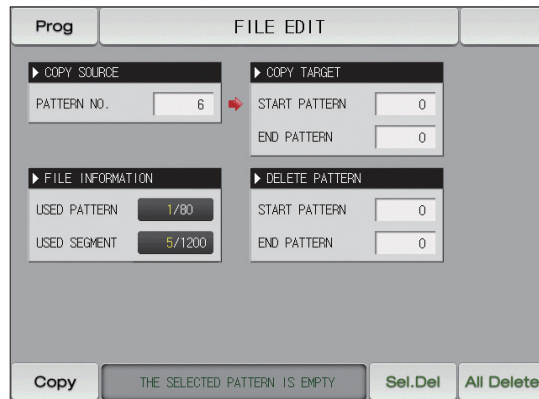 Prog
FILE EDIT
COPY SOURCE
PATTERN NO. 6
COPY TARGET
START PATTERN 0
END PATTERN 0
FILE INFORMATION
USED PATTERN 1/80
USED SEGMENT 5/1200
DELETE PATTERN
START PATTERN 0
END PATTERN 0
Copy
THE SELECTED PATTERN IS EMPTY
Sel.Del
All Delete